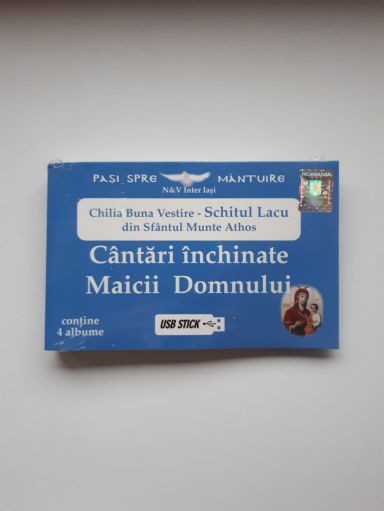 PAȘI SPRE MÂNTUIRE
N&V Inter Iași
ROMANIA
Chilia Buna Vestire - Schitul Lacu
din Sfântul Munte Athos
Cântări închinate
Maicii Domnului
conține
4 albume
USB STICK